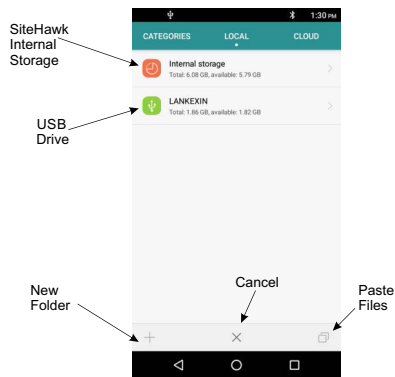 SiteHawk
Internal
Storage
1:30 PM
CATEGORIES LOCAL CLOUD
Internal storage
Total: 6.08 GB, available: 5.79 GB
LANKEXIN
Total: 1.86 GB, available: 1.82 GB
USB
Drive
New
Folder
Cancel
Paste
Files